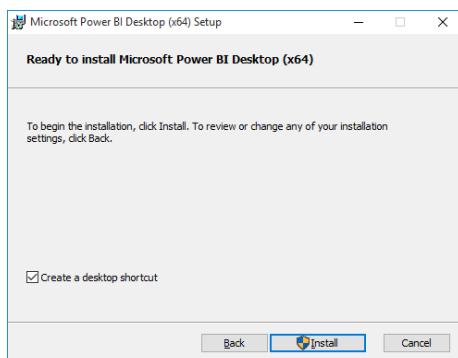 Microsoft Power BI Desktop (x64) Setup
Ready to install Microsoft Power BI Desktop (x64)
To begin the installation, click Install. To review or change any of your installation
settings, click Back.
Create a desktop shortcut
Back Install Cancel